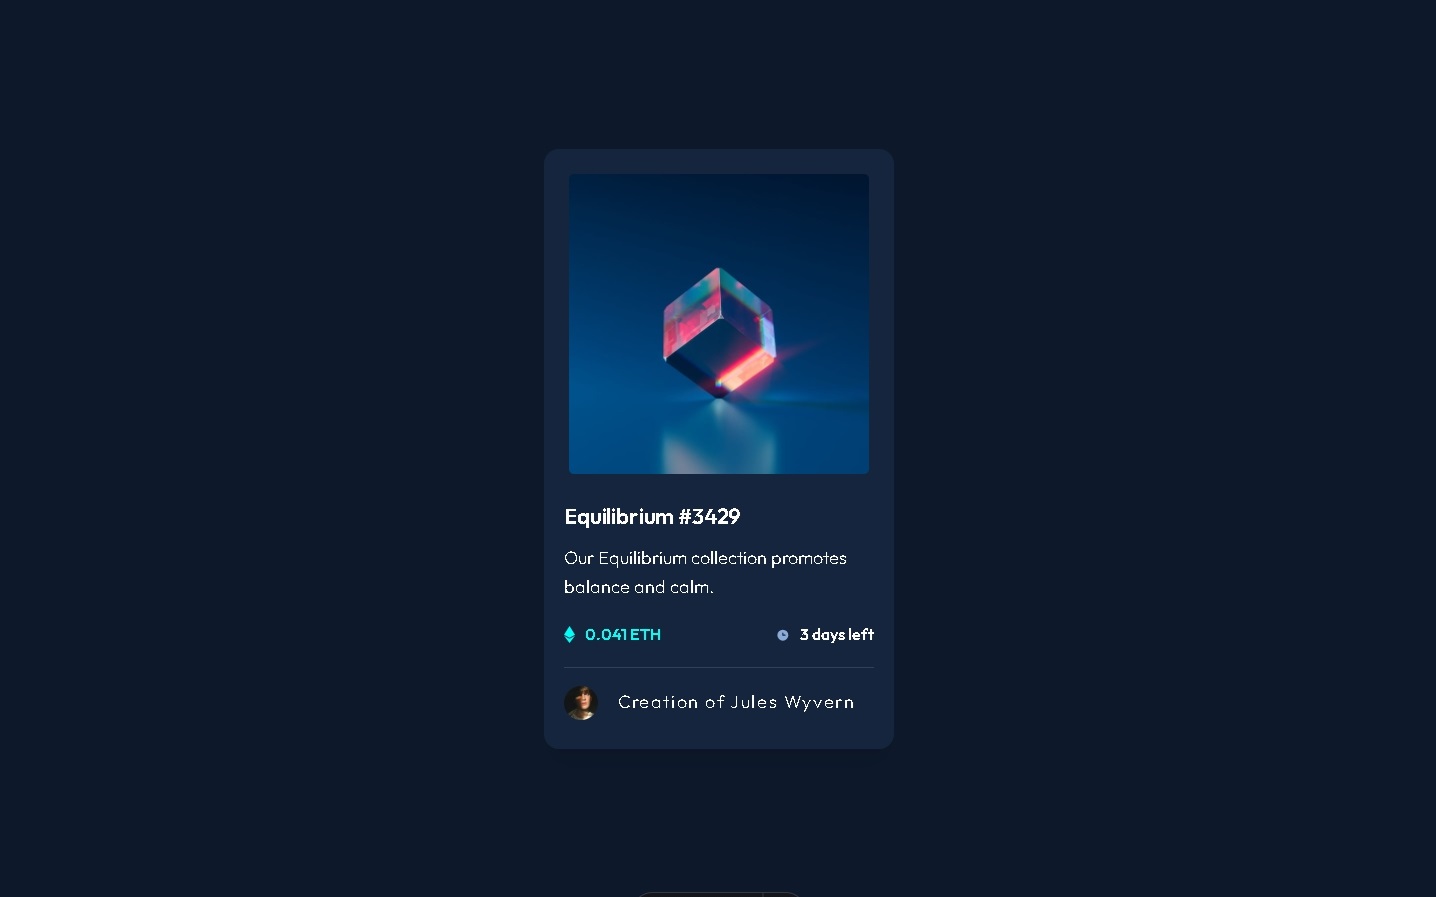 Equilibrium #3429
Our Equilibrium collection promotes
balance and calm.
0.041 ETH
3 days left
Creation of Jules Wyvern